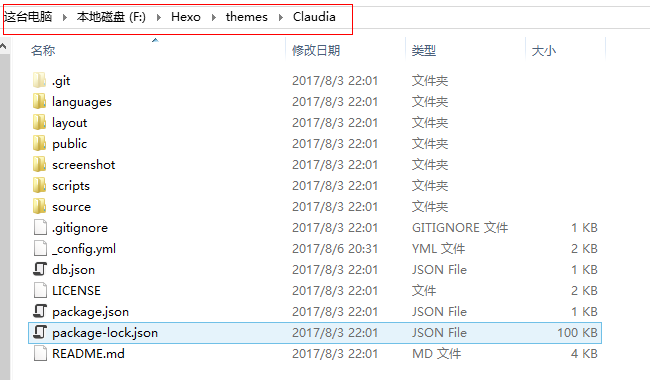 这台电脑 本地磁盘 (F:) Hexo themes Claudia
名称 修改日期 类型 大小
.git 2017/8/3 22:01 文件夹
languages 2017/8/3 22:01 文件夹
layout 2017/8/3 22:01 文件夹
public 2017/8/3 22:01 文件夹
screenshot 2017/8/3 22:01 文件夹
scripts 2017/8/3 22:01 文件夹
source 2017/8/3 22:01 文件夹
.gitignore 2017/8/3 22:01 GITIGNORE 文件 1 KB
_config.yml 2017/8/6 20:31 YML 文件 2 KB
db.json 2017/8/3 22:01 JSON File 1 KB
LICENSE 2017/8/3 22:01 文件 2 KB
package.json 2017/8/3 22:01 JSON File 1 KB
package-lock.json 2017/8/3 22:01 JSON File 100 KB
README.md 2017/8/3 22:01 MD 文件 4 KB